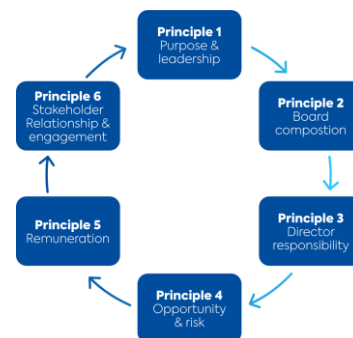 Principle 1
Purpose &
leadership
Principle 2
Board
compostion
Principle 3
Director
responsibility
Principle 4
Opportunity
& risk
Principle 5
Remuneration
Principle 6
Stakeholder
Relationship &
engagement